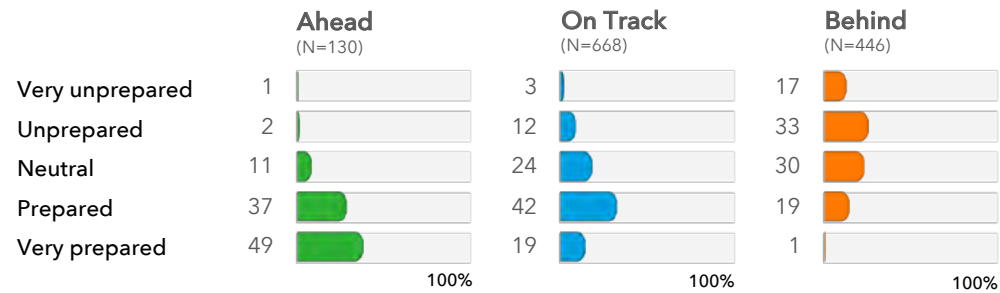 Ahead On Track Behind
(N=130) (N=668) (N=446)
Very unprepared 1 3 17
Unprepared 2 12 33
Neutral 11 24 30
Prepared 37 42 19
Very prepared 49 19 1
100% 100% 100%